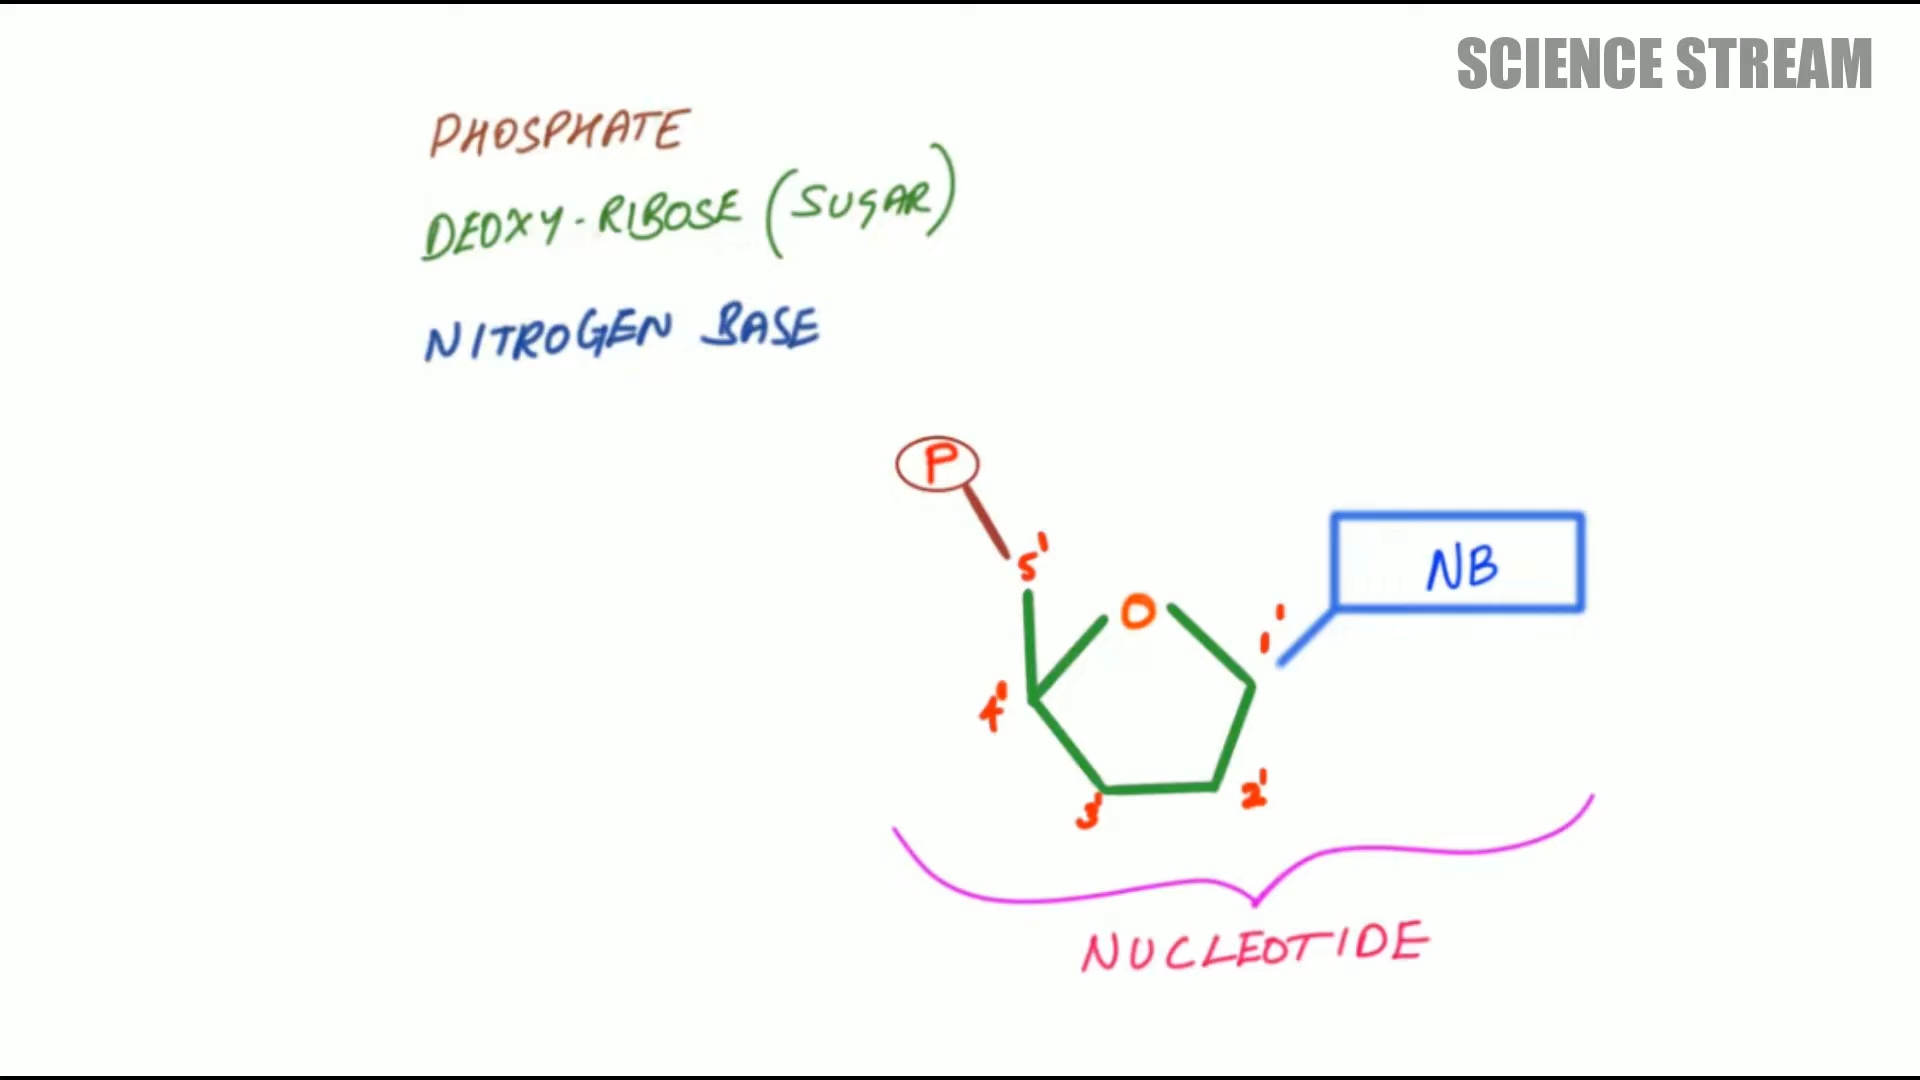 SCIENCE STREAM
PHOSPHATE
DEOXY-RIBOSE (SUGAR)
NITROGEN BASE
P
5'
NB
O
1'
4'
2'
3'
NUCLEOTIDE